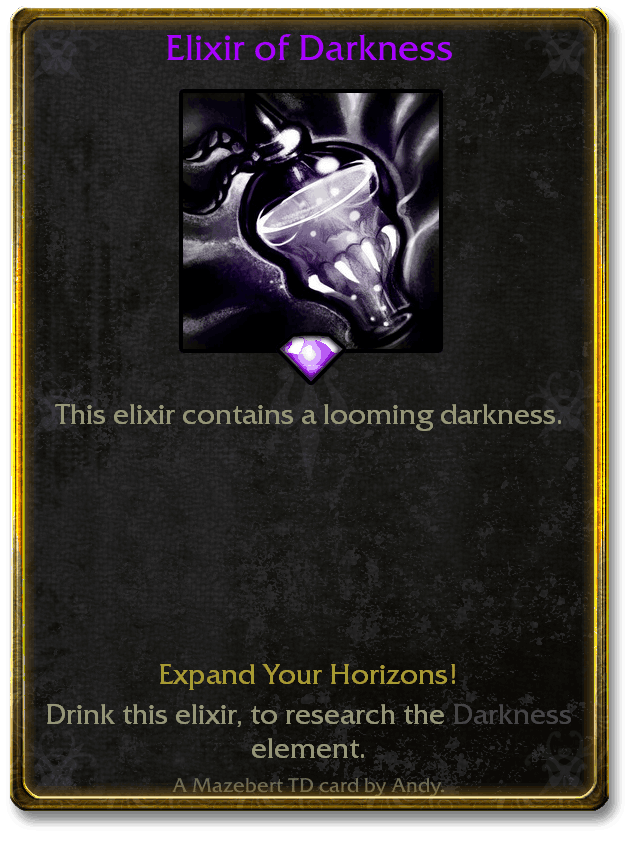 Elixir of Darkness
This elixir contains a looming darkness.
Expand Your Horizons!
Drink this elixir, to research the Darkness
element.
A Mazebert TD card by Andy.